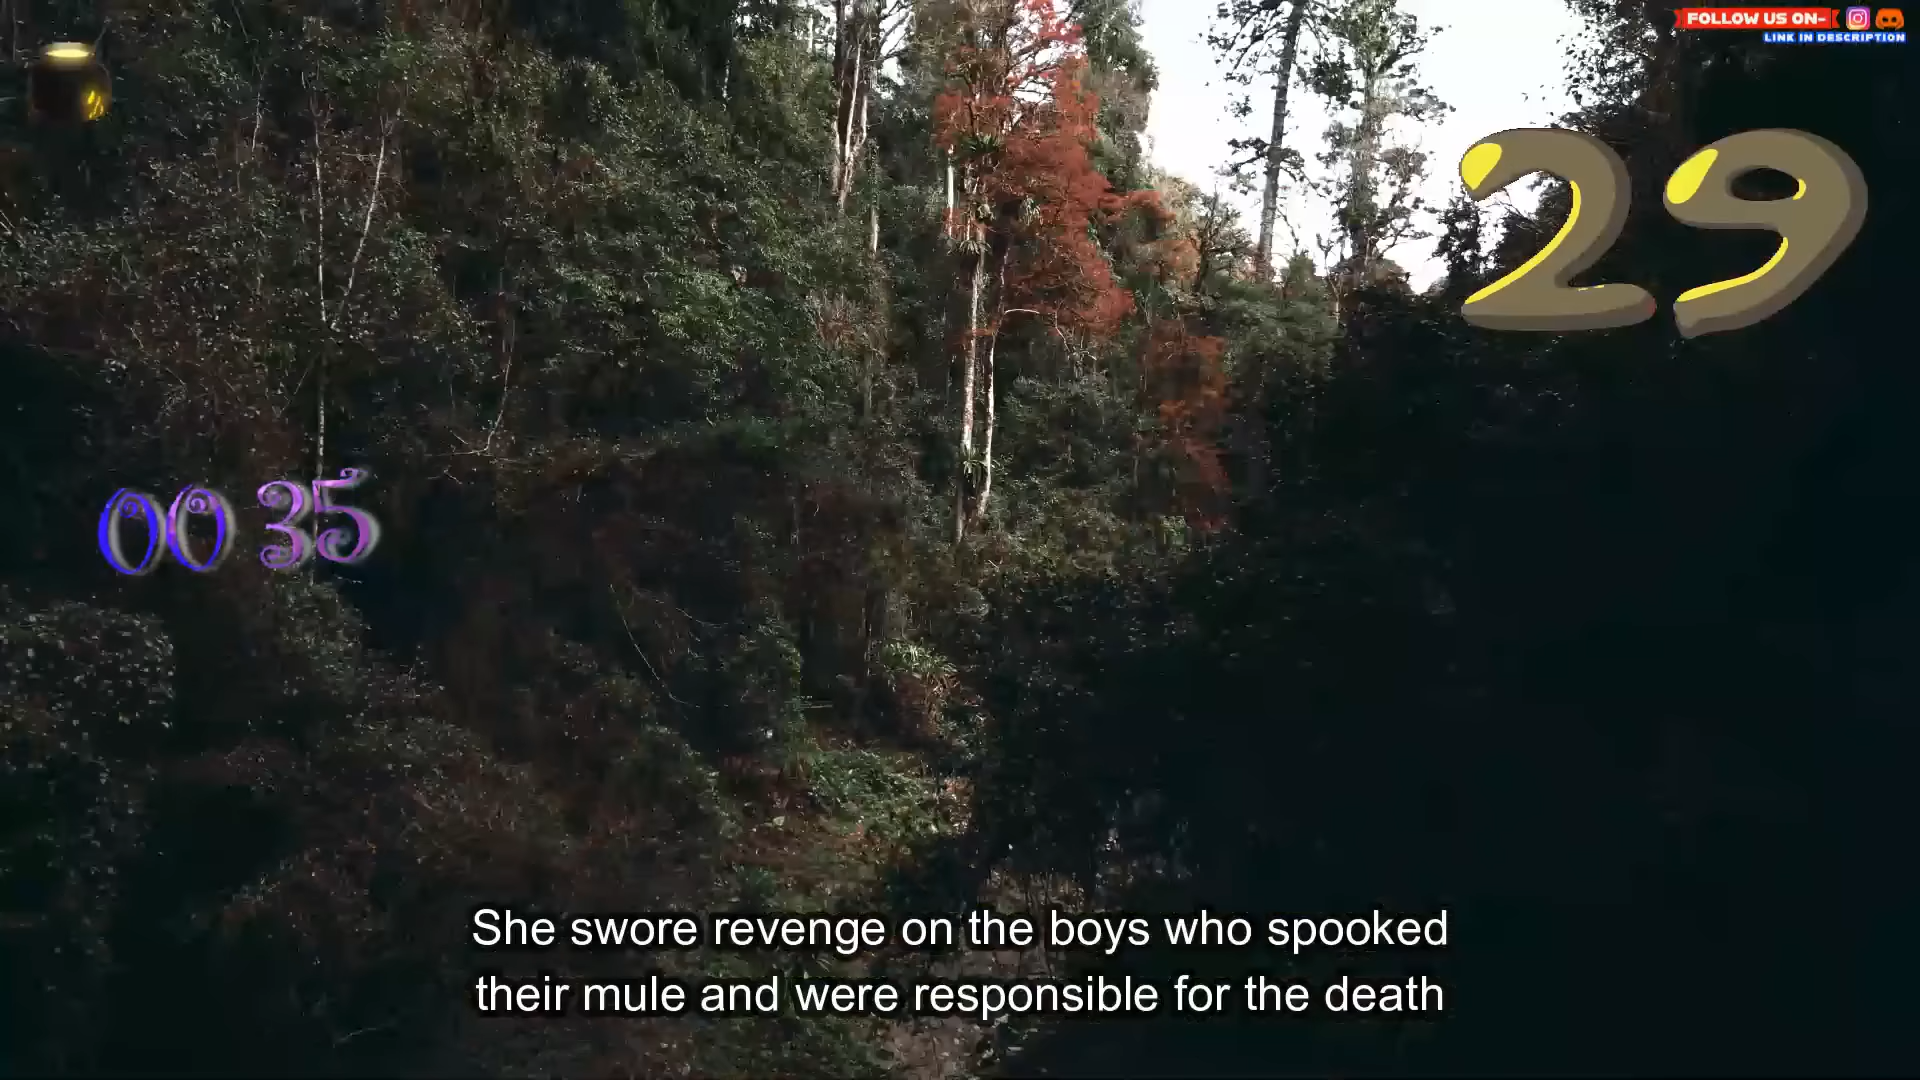 FOLLOW US ON-
LINK IN DESCRIPTION
29
00 35
She swore revenge on the boys who spooked
their mule and were responsible for the death